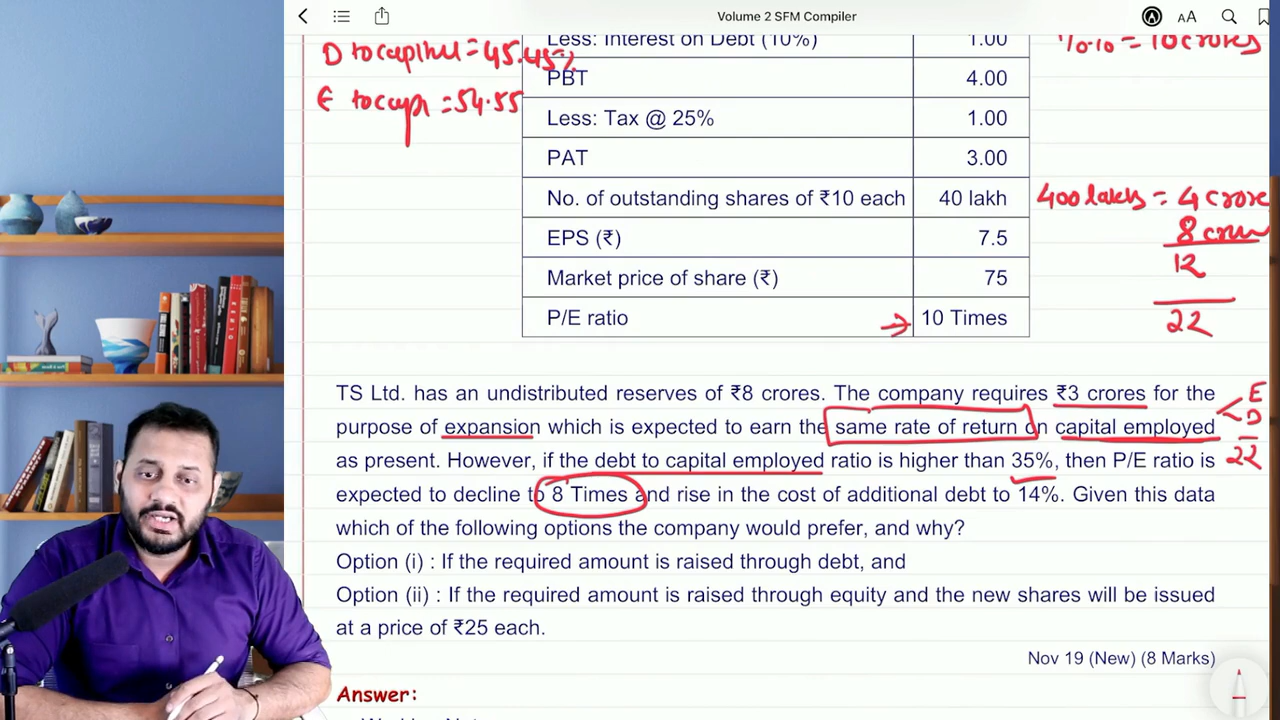 Volume 2 SFM Compiler
AA
D to capital = 45.45%
E to cap = 54.55
Less: Interest on Debt (10%) 1.00
PBT 4.00
Less: Tax @ 25% 1.00
PAT 3.00
No. of outstanding shares of ₹10 each 40 lakh
EPS (₹) 7.5
Market price of share (₹) 75
P/E ratio 10 Times
= 10 crores
400 lakhs = 4 crore
8 crore
12
22
TS Ltd. has an undistributed reserves of ₹8 crores. The company requires ₹3 crores for the
purpose of expansion which is expected to earn the same rate of return on capital employed
as present. However, if the debt to capital employed ratio is higher than 35%, then P/E ratio is
expected to decline to 8 Times and rise in the cost of additional debt to 14%. Given this data
which of the following options the company would prefer, and why?
E
D
22
Option (i) : If the required amount is raised through debt, and
Option (ii) : If the required amount is raised through equity and the new shares will be issued
at a price of ₹25 each.
Nov 19 (New) (8 Marks)
Answer: